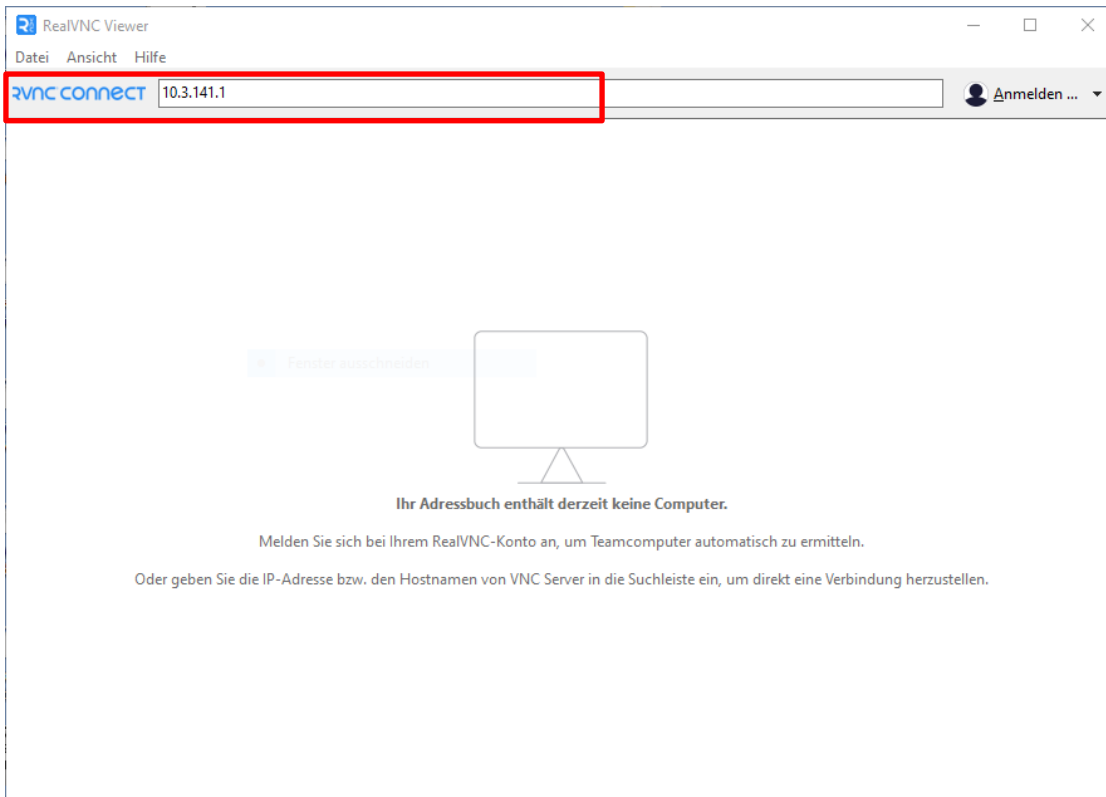 RealVNC Viewer
Datei Ansicht Hilfe
RVNC CONNECT 10.3.141.1 Anmelden ...
Fenster ausschneiden
Ihr Adressbuch enthält derzeit keine Computer.
Melden Sie sich bei Ihrem RealVNC-Konto an, um Teamcomputer automatisch zu ermitteln.
Oder geben Sie die IP-Adresse bzw. den Hostnamen von VNC Server in die Suchleiste ein, um direkt eine Verbindung herzustellen.